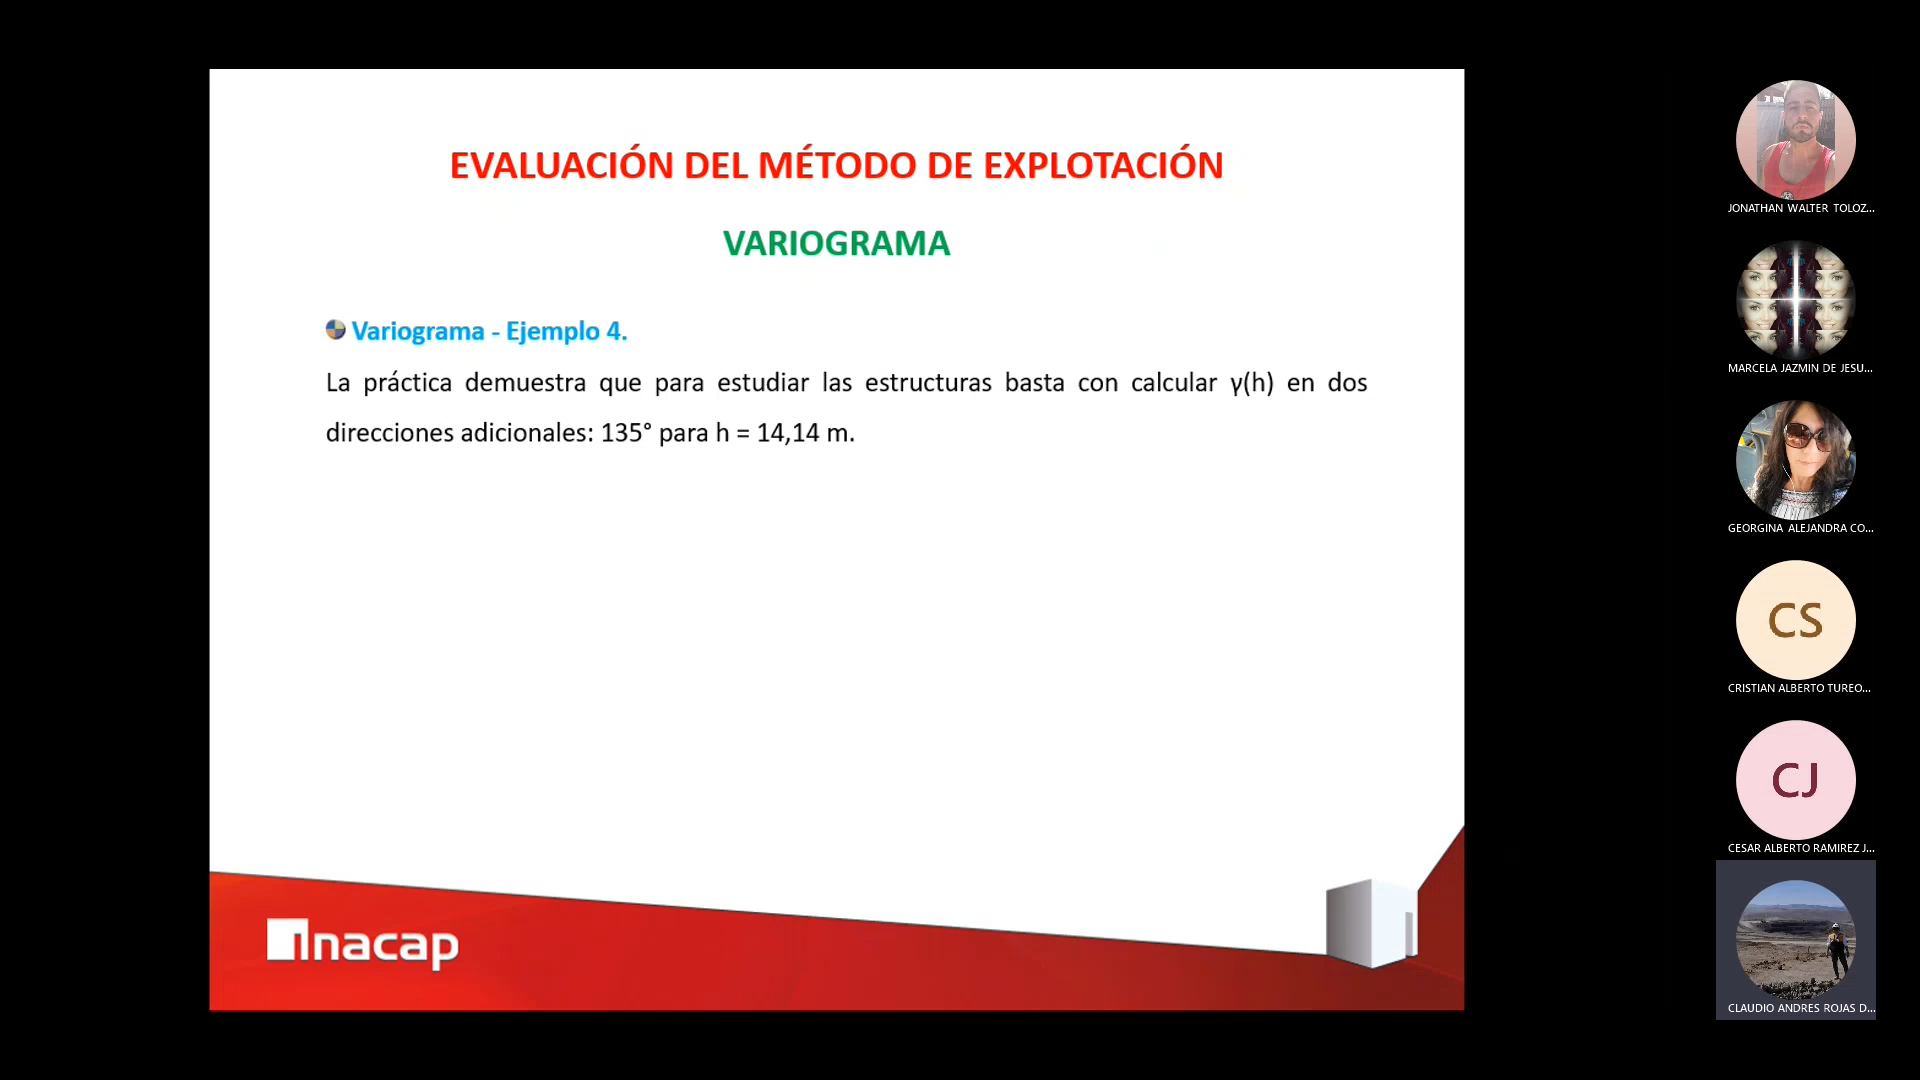 EVALUACIÓN DEL MÉTODO DE EXPLOTACIÓN
VARIOGRAMA
Variograma - Ejemplo 4.
La práctica demuestra que para estudiar las estructuras basta con calcular γ(h) en dos
direcciones adicionales: 135° para h = 14,14 m.
Inacap
JONATHAN WALTER TOLOZ...
MARCELA JAZMIN DE JESU...
GEORGINA ALEJANDRA CO...
CS
CRISTIAN ALBERTO TUREO...
CJ
CESAR ALBERTO RAMIREZ J...
CLAUDIO ANDRES ROJAS D...